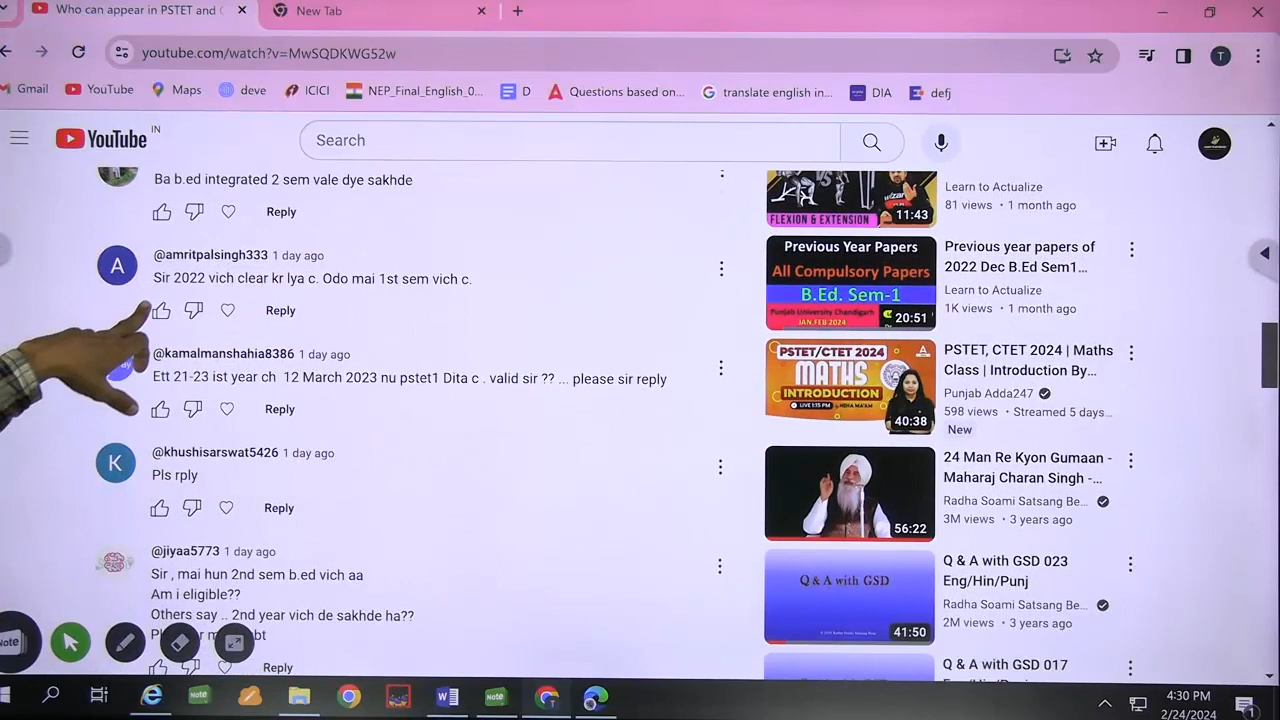 Who can appear in PSTET and
New Tab
youtube.com/watch?v=MwSQDKWG52w
T
Gmail
YouTube
Maps
deve
ICICI
NEP_Final_English_0...
D
Questions based on...
translate english in...
DIA
defj
YouTube IN
Search
Ba b.ed integrated 2 sem vale dye sakhde
Reply
A
@amritpalsingh333 1 day ago
Sir 2022 vich clear kr lya c. Odo mai 1st sem vich c.
Reply
@kamalmanshahia8386 1 day ago
Ett 21-23 ist year ch 12 March 2023 nu pstet1 Dita c . valid sir ?? ... please sir reply
Reply
K
@khushisarswat5426 1 day ago
Pls rply
Reply
@jiyaa5773 1 day ago
Sir , mai hun 2nd sem b.ed vich aa
Am i eligible??
Others say .. 2nd year vich de sakhde ha??
Reply
FLEXION & EXTENSION
11:43
Learn to Actualize
81 views • 1 month ago
Previous Year Papers
All Compulsory Papers
B.Ed. Sem-1
Punjab University Chandigarh
JAN.FEB 2024
20:51
Previous year papers of
2022 Dec B.Ed Sem1...
Learn to Actualize
1K views • 1 month ago
PSTET/CTET 2024
MATHS
INTRODUCTION
LIVE 1:15 PM
NEHA MA'AM
40:38
PSTET, CTET 2024 | Maths
Class | Introduction By...
Punjab Adda247
598 views • Streamed 5 days...
New
56:22
24 Man Re Kyon Gumaan -
Maharaj Charan Singh -...
Radha Soami Satsang Be...
3M views • 3 years ago
Q & A with GSD
41:50
Q & A with GSD 023
Eng/Hin/Punj
Radha Soami Satsang Be...
2M views • 3 years ago
Q & A with GSD 017
Note
Note
Note
4:30 PM
2/24/2024